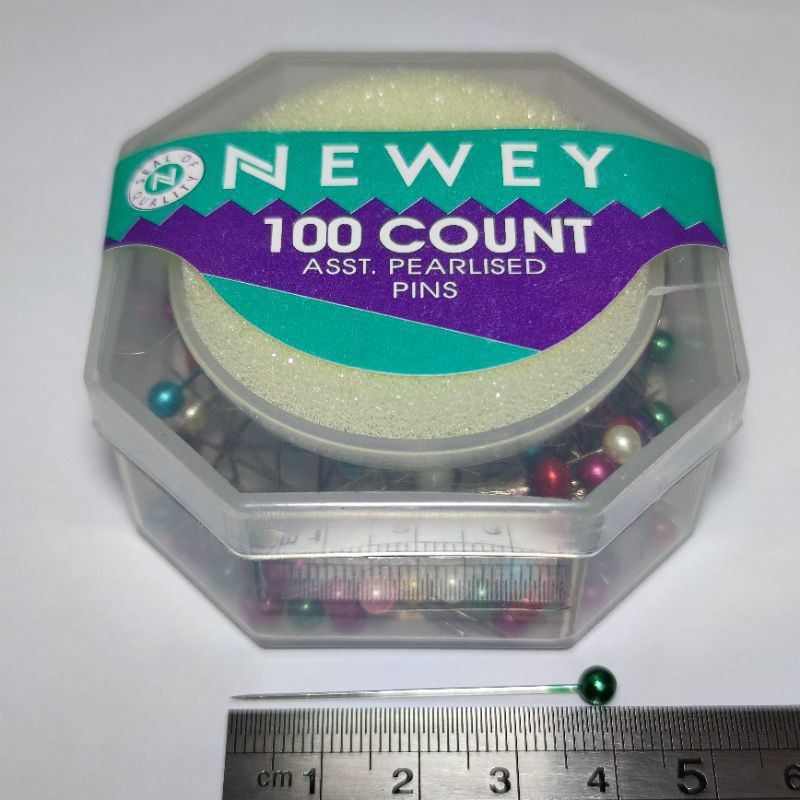 SEAL OF
N
QUALITY
NEWEY
100 COUNT
ASST. PEARLISED
PINS
cm 1 2 3 4 5 6